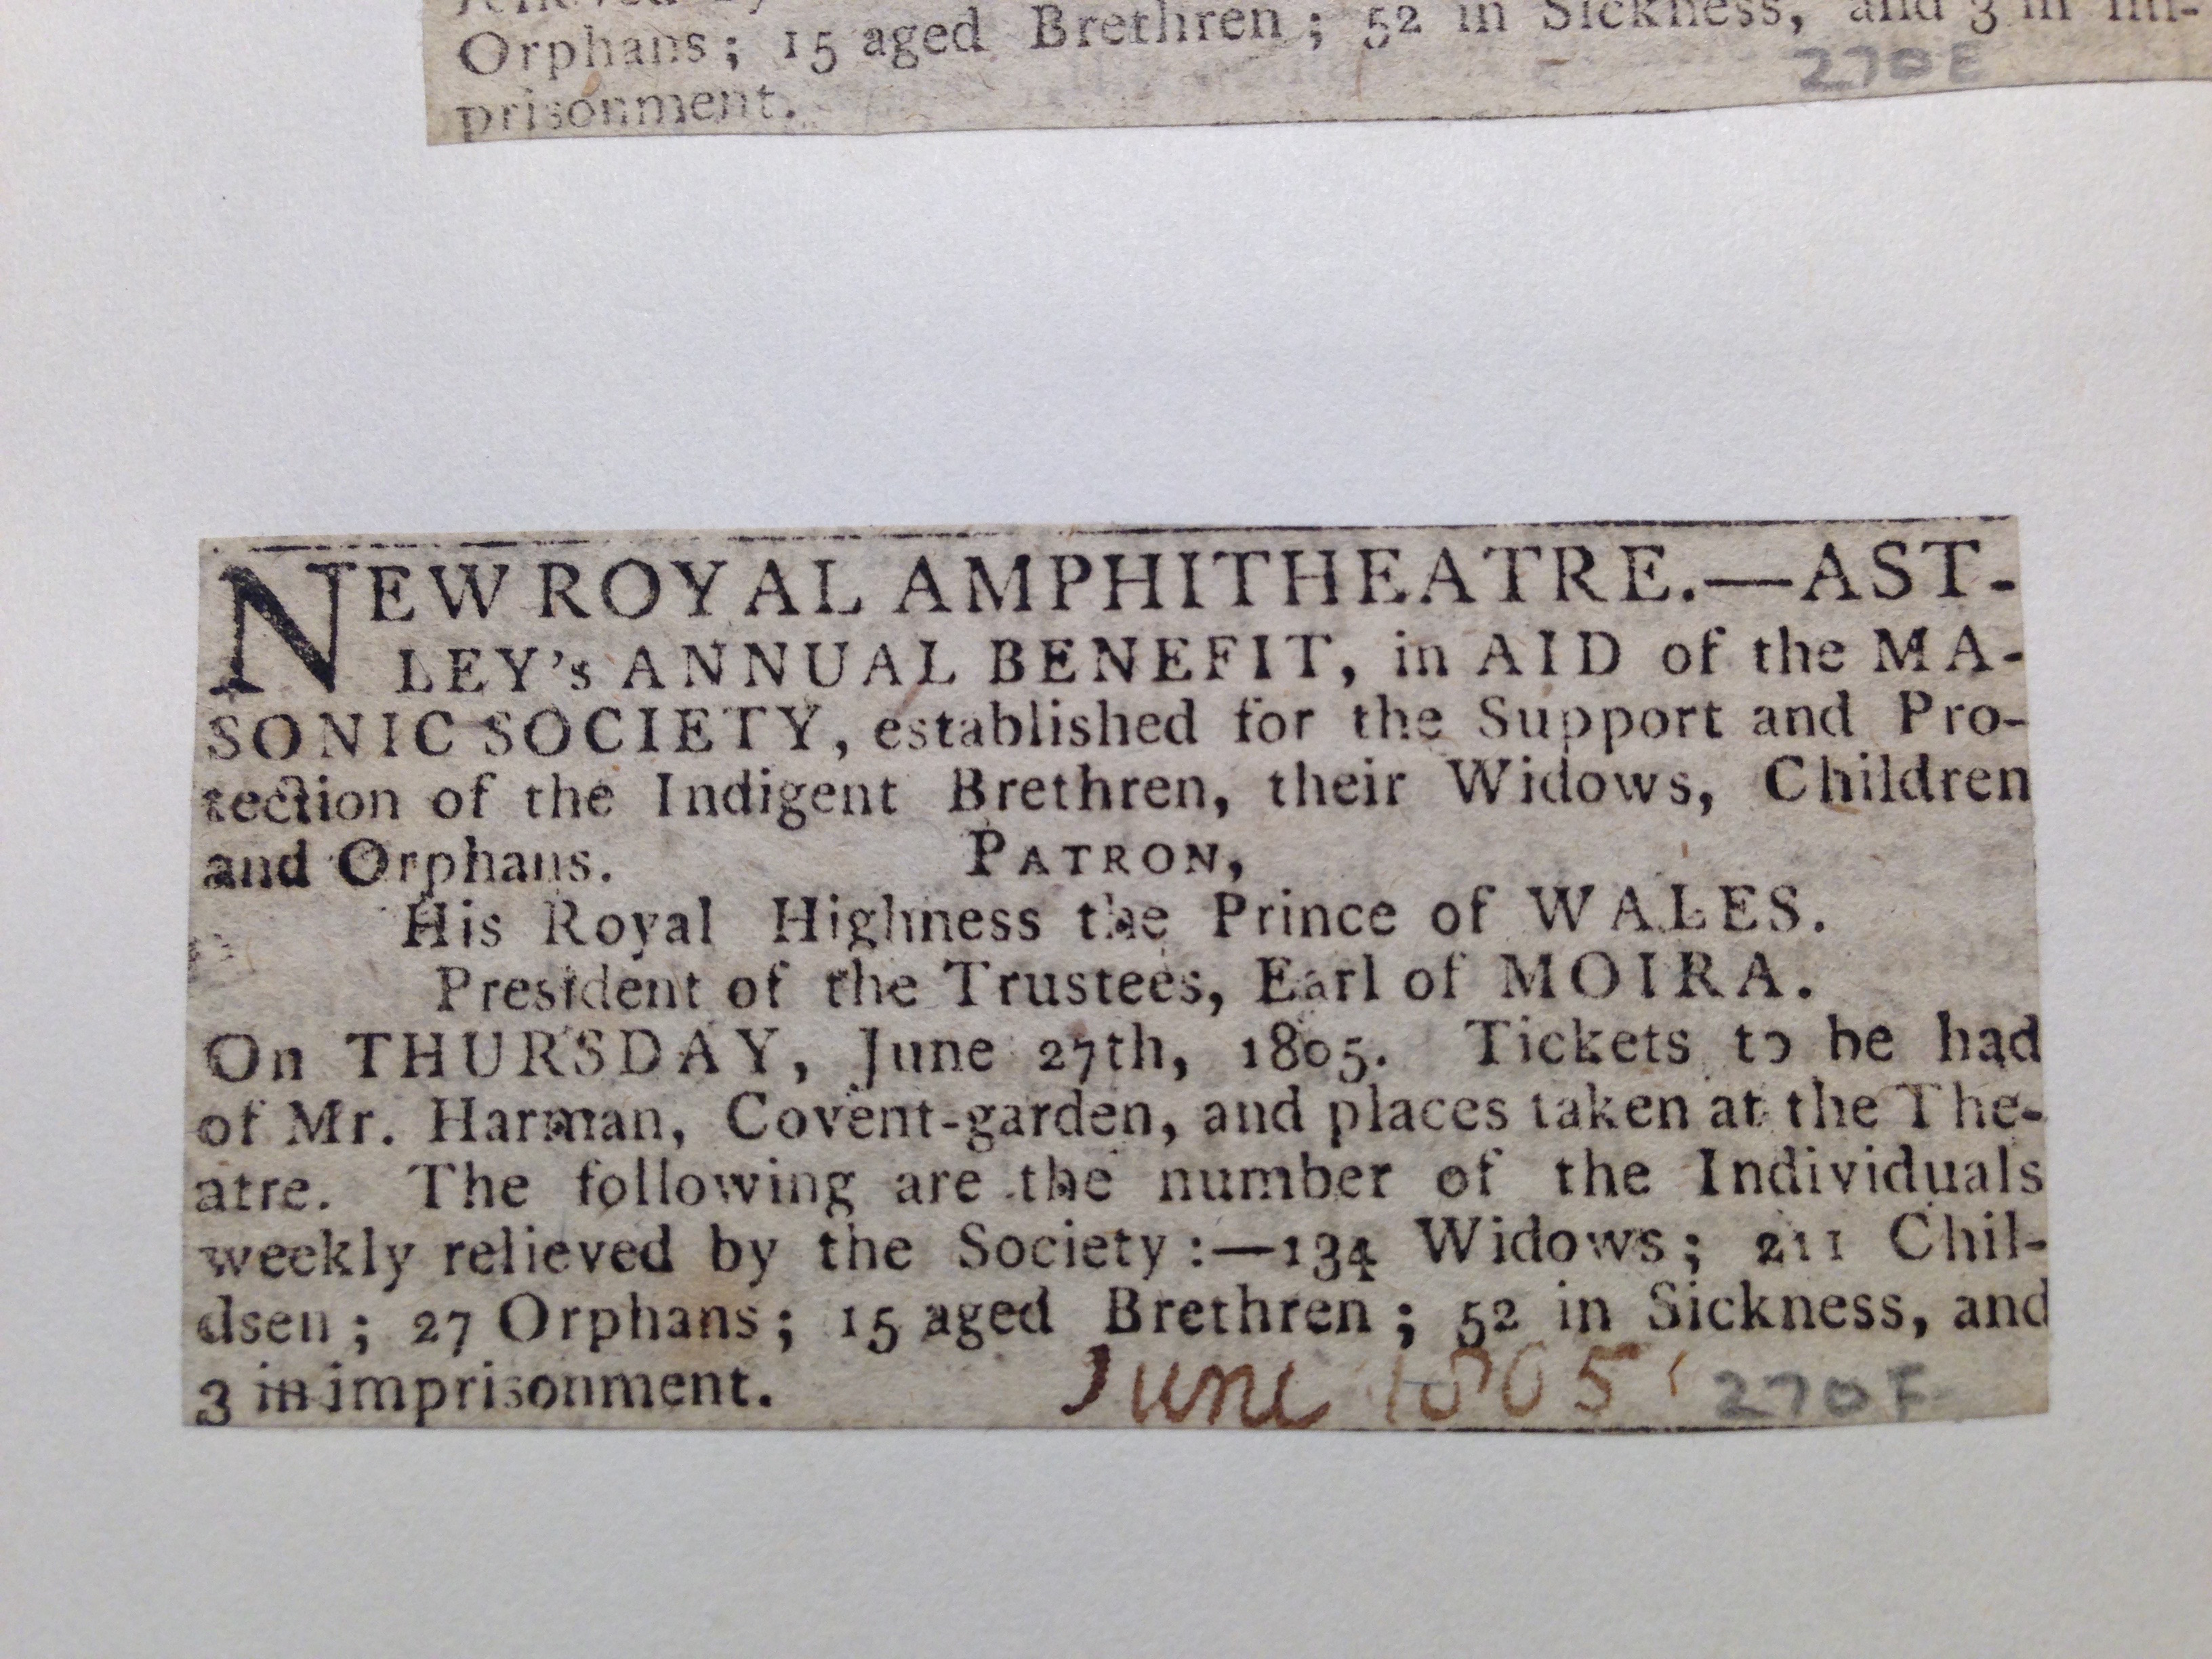 Orphans; 15 aged Brethren; 52 in Sickness, and 3 in im-
270E
prisonment.
NEW ROYAL AMPHITHEATRE.—AST-
LEY's ANNUAL BENEFIT, in AID of the MA-
SONIC SOCIETY, established for the Support and Pro-
tection of the Indigent Brethren, their Widows, Children
and Orphans. PATRON,
His Royal Highness the Prince of WALES.
President of the Trustees, Earl of MOIRA.
On THURSDAY, June 27th, 1805. Tickets to be had
of Mr. Harman, Covent-garden, and places taken at the The-
atre. The following are the number of the Individuals
weekly relieved by the Society:—134 Widows; 211 Chil-
dsen; 27 Orphans; 15 aged Brethren; 52 in Sickness, and
3 in imprisonment. June 1805 270F